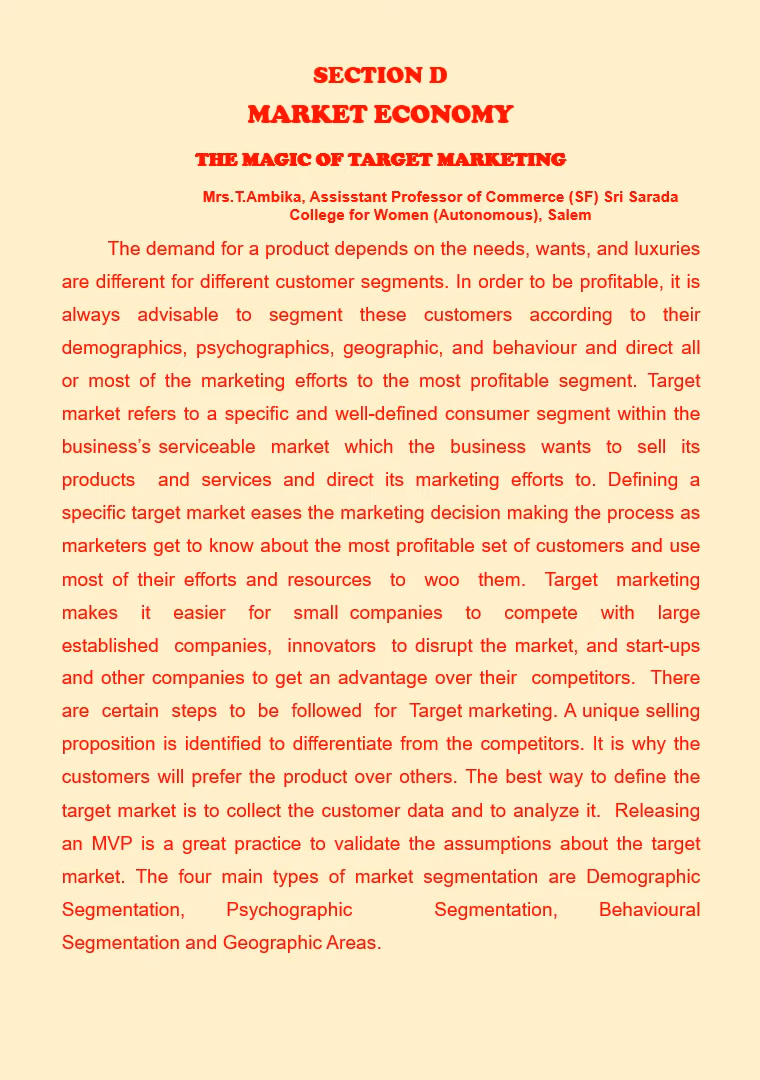 SECTION D
MARKET ECONOMY
THE MAGIC OF TARGET MARKETING
Mrs.T.Ambika, Assisstant Professor of Commerce (SF) Sri Sarada
College for Women (Autonomous), Salem
The demand for a product depends on the needs, wants, and luxuries
are different for different customer segments. In order to be profitable, it is
always advisable to segment these customers according to their
demographics, psychographics, geographic, and behaviour and direct all
or most of the marketing efforts to the most profitable segment. Target
market refers to a specific and well-defined consumer segment within the
business’s serviceable market which the business wants to sell its
products and services and direct its marketing efforts to. Defining a
specific target market eases the marketing decision making the process as
marketers get to know about the most profitable set of customers and use
most of their efforts and resources to woo them. Target marketing
makes it easier for small companies to compete with large
established companies, innovators to disrupt the market, and start-ups
and other companies to get an advantage over their competitors. There
are certain steps to be followed for Target marketing. A unique selling
proposition is identified to differentiate from the competitors. It is why the
customers will prefer the product over others. The best way to define the
target market is to collect the customer data and to analyze it. Releasing
an MVP is a great practice to validate the assumptions about the target
market. The four main types of market segmentation are Demographic
Segmentation, Psychographic Segmentation, Behavioural
Segmentation and Geographic Areas.